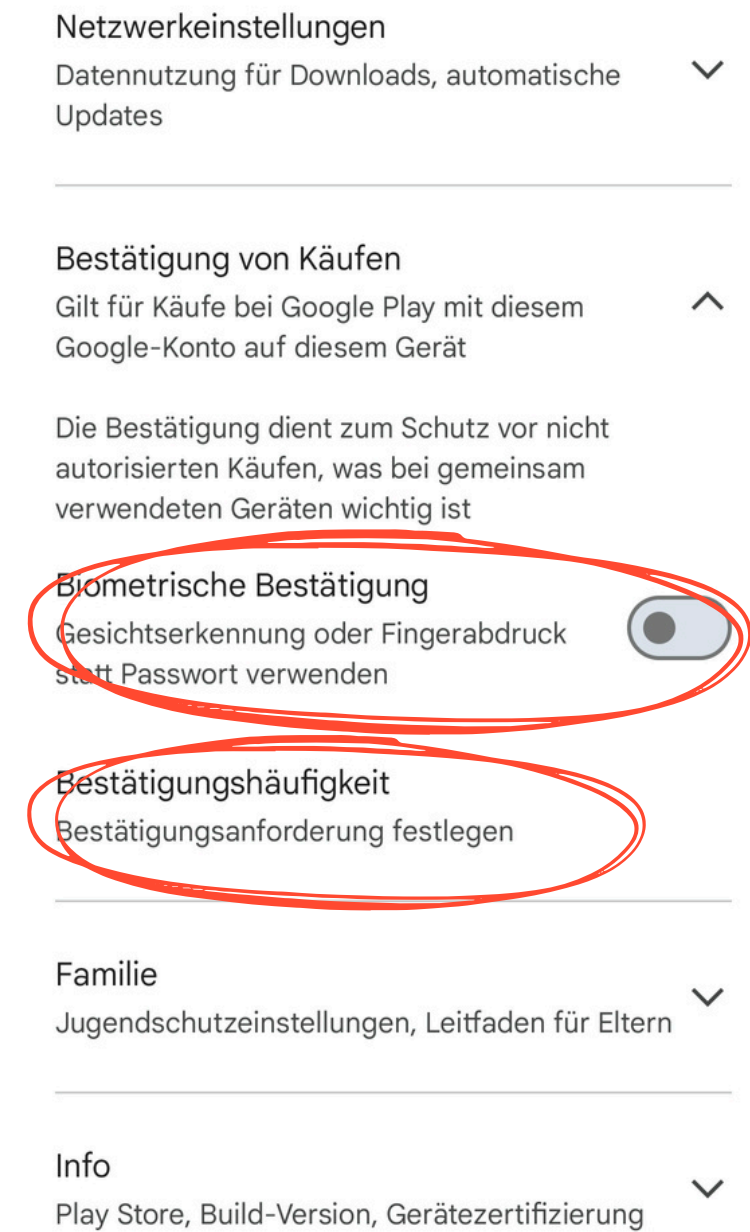 Netzwerkeinstellungen
Datennutzung für Downloads, automatische
Updates
Bestätigung von Käufen
Gilt für Käufe bei Google Play mit diesem
Google-Konto auf diesem Gerät
Die Bestätigung dient zum Schutz vor nicht
autorisierten Käufen, was bei gemeinsam
verwendeten Geräten wichtig ist
Biometrische Bestätigung
Gesichtserkennung oder Fingerabdruck
statt Passwort verwenden
Bestätigungshäufigkeit
Bestätigungsanforderung festlegen
Familie
Jugendschutzeinstellungen, Leitfaden für Eltern
Info
Play Store, Build-Version, Gerätezertifizierung